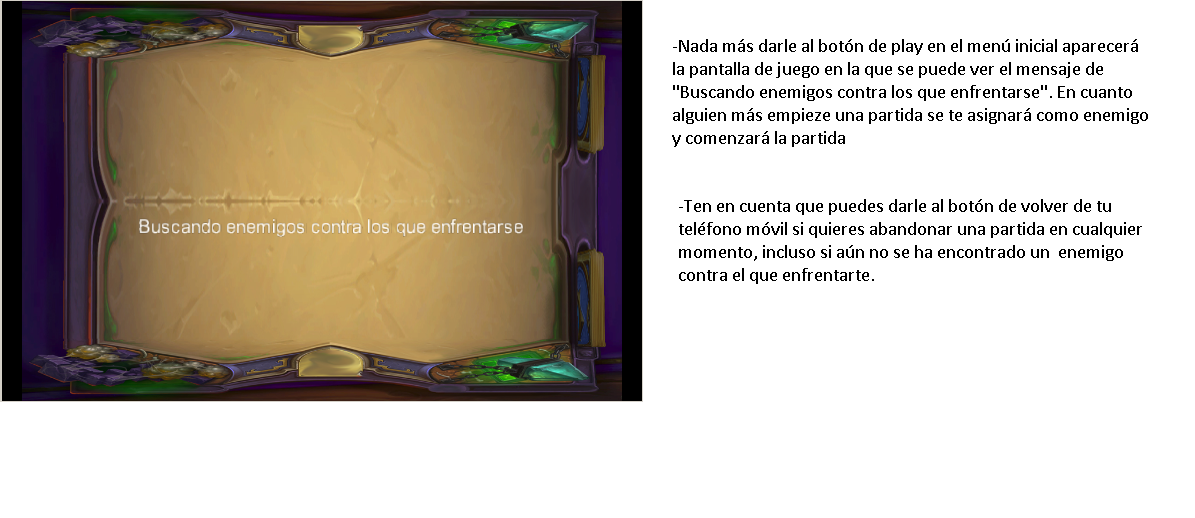 Buscando enemigos contra los que enfrentarse
-Nada más darle al botón de play en el menú inicial aparecerá
la pantalla de juego en la que se puede ver el mensaje de
"Buscando enemigos contra los que enfrentarse". En cuanto
alguien más empieze una partida se te asignará como enemigo
y comenzará la partida
-Ten en cuenta que puedes darle al botón de volver de tu
teléfono móvil si quieres abandonar una partida en cualquier
momento, incluso si aún no se ha encontrado un  enemigo
contra el que enfrentarte.